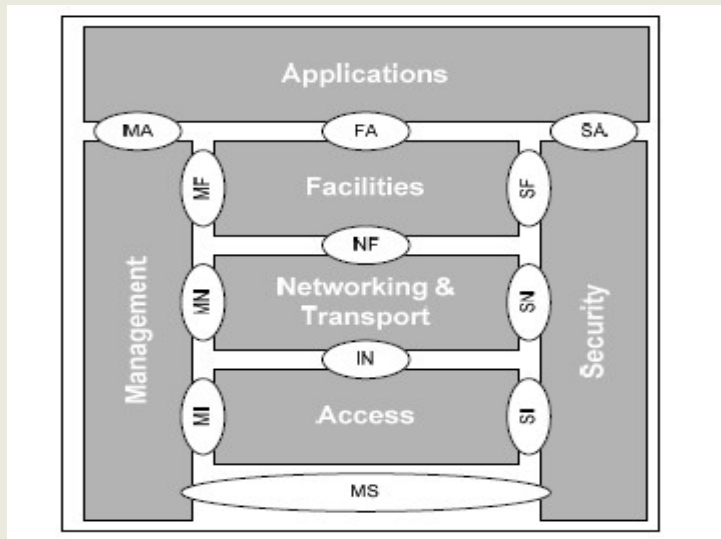 Applications
MA
FA
SA
MF
Facilities
SF
NF
Management
MN
Networking &
Transport
SN
Security
IN
MI
Access
SI
MS